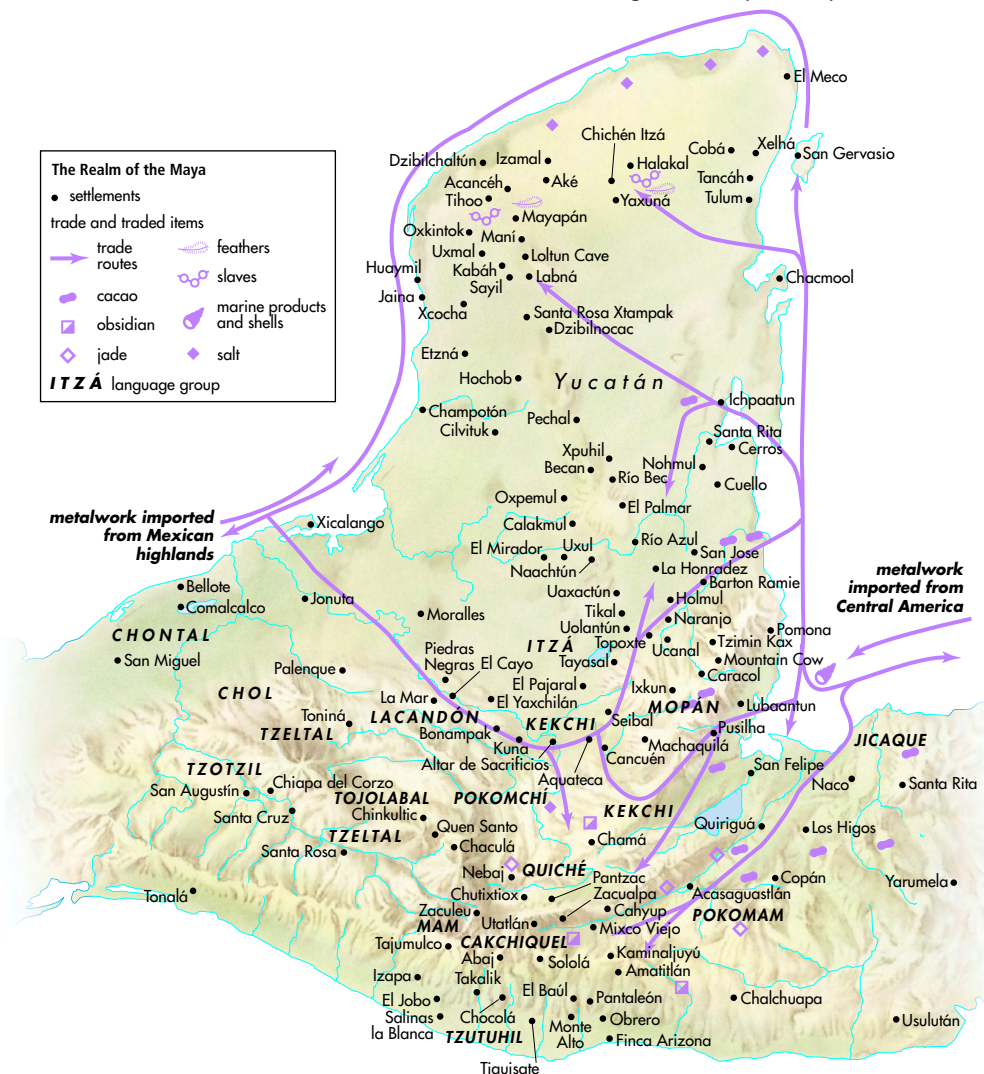 The Realm of the Maya
settlements
trade and traded items
trade
routes
feathers
slaves
cacao
marine products
and shells
obsidian
jade
salt
ITZÁ language group
El Meco
Chichén Itzá
Dzibilchaltún
Izamal
Halakal
Cobá
Xelhá
San Gervasio
Acancéh
Aké
Tancáh
Tihoo
Yaxuná
Tulum
Mayapán
Oxkintok
Maní
Uxmal
Loltun Cave
Huaymil
Kabáh
Labná
Sayil
Chacmool
Jaina
Xcocha
Santa Rosa Xtampak
Dzibilnocac
Etzná
Hochob
Yucatán
Champotón
Pechal
Ichpaatun
Cilvituk
Santa Rita
Cerros
Xpuhil
Nohmul
Becan
Río Bec
Cuello
Oxpemul
El Palmar
metalwork imported
from Mexican
highlands
Xicalango
Calakmul
El Mirador
Uxul
Río Azul
San Jose
Naachtún
La Honradez
metalwork
imported from
Central America
Bellote
Barton Ramie
Comalcalco
Jonuta
Moralles
Uaxactún
Holmul
Tikal
Naranjo
CHONTAL
Uolantún
Pomona
San Miguel
Piedras
Negras
El Cayo
ITZÁ
Topoxte
Ucanal
Tzimin Kax
Palenque
Tayasal
Mountain Cow
Caracol
CHOL
La Mar
El Yaxchilán
El Pajaral
Ixkun
MOPÁN
Lubaantun
Toniná
LACANDÓN
KEKCHI
Seibal
TZELTAL
Bonampak
Pusilha
Kuna
Machaquilá
JICAQUE
Altar de Sacrificios
Cancuén
TZOTZIL
Aquateca
San Felipe
Naco
Santa Rita
San Augustín
Chiapa del Corzo
TOJOLABAL
POKOMCHÍ
Santa Cruz
Chinkultic
KEKCHI
TZELTAL
Quen Santo
Chamá
Quiriguá
Los Higos
Santa Rosa
Chaculá
Nebaj
QUICHÉ
Pantzac
Copán
Tonalá
Chutixtiox
Zacualpa
Acasaguastlán
Yarumela
Zaculeu
Cahyup
POKOMAM
MAM
Utatlán
Mixco Viejo
Tajumulco
CAKCHIQUEL
Kaminaljuyú
Abaj
Takalik
Sololá
Amatitlán
Izapa
El Baúl
Pantaleón
Chalchuapa
El Jobo
Chocolá
Salinas
la Blanca
Monte
Alto
Obrero
Usulután
TZUTUHIL
Finca Arizona
Tiquisate